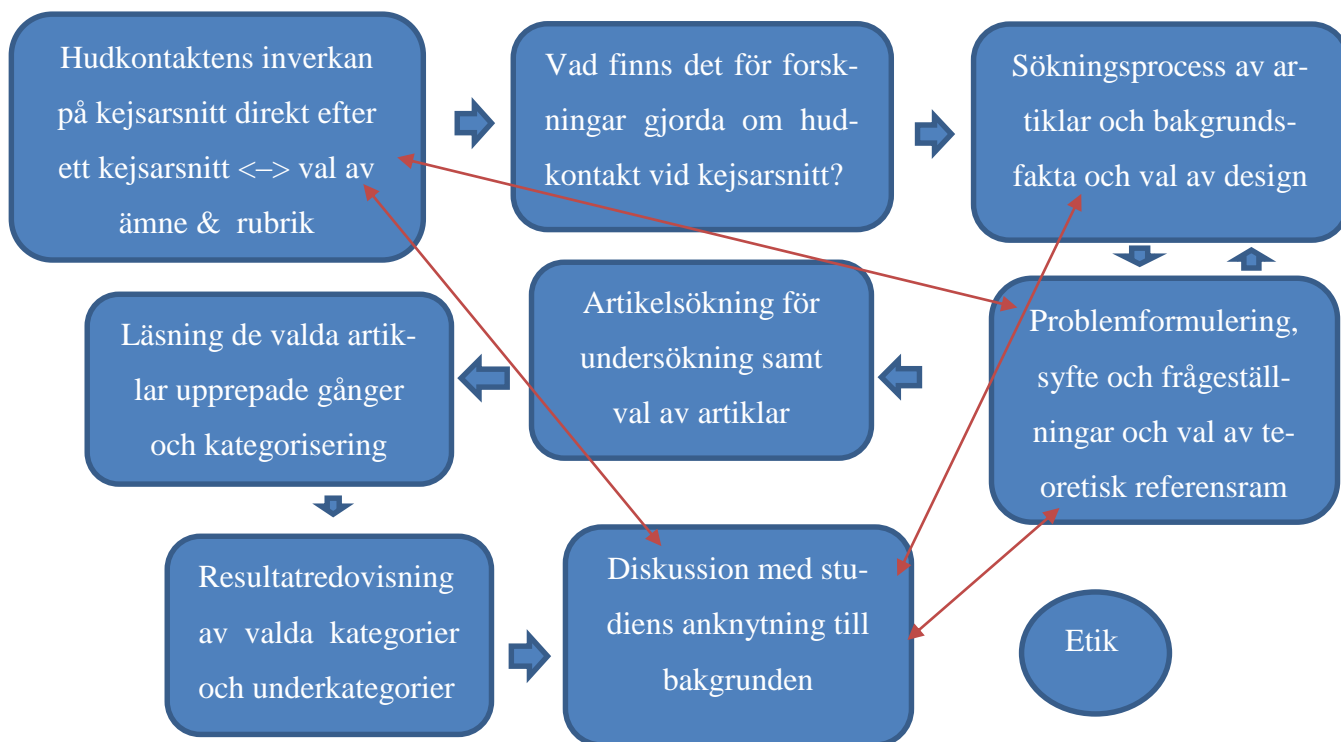 Hudkontaktens inverkan
på kejsarsnitt direkt efter
ett kejsarsnitt <–> val av
ämne & rubrik
Vad finns det för forsk-
ningar gjorda om hud-
kontakt vid kejsarsnitt?
Sökningsprocess av ar-
tiklar och bakgrunds-
fakta och val av design
Problemformulering,
syfte och frågeställ-
ningar och val av te-
oretisk referensram
Artikelsökning för
undersökning samt
val av artiklar
Läsning de valda artik-
lar upprepade gånger
och kategorisering
Resultatredovisning
av valda kategorier
och underkategorier
Diskussion med stu-
diens anknytning till
bakgrunden
Etik